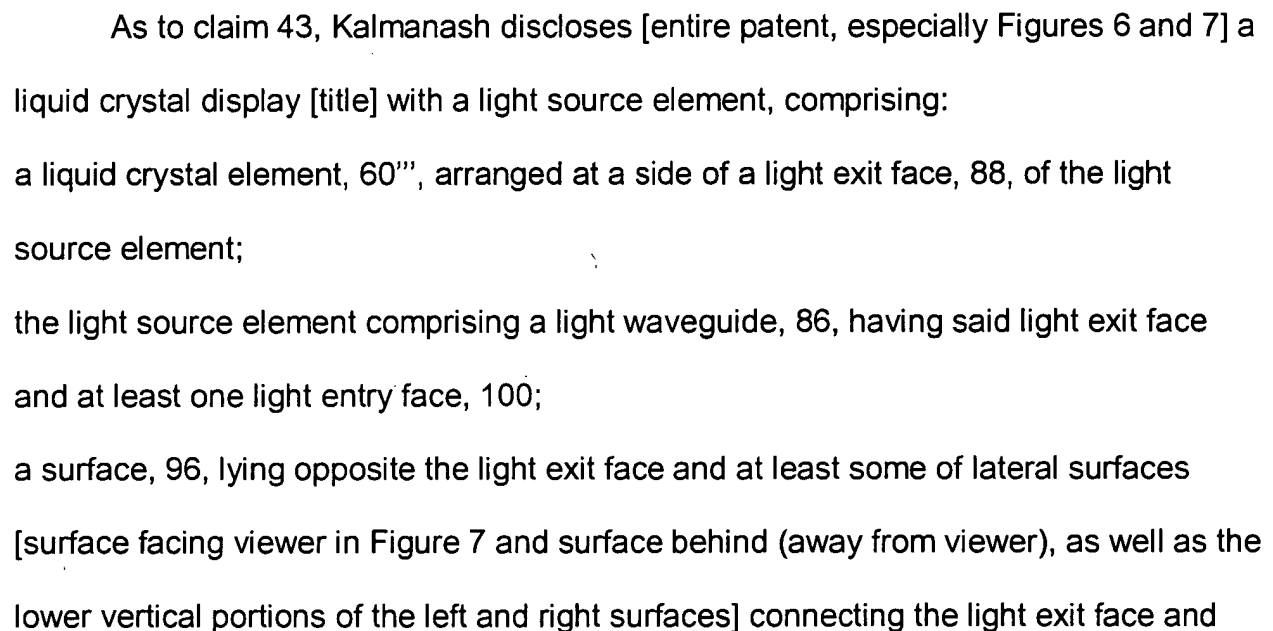 As to claim 43, Kalmanash discloses [entire patent, especially Figures 6 and 7] a
liquid crystal display [title] with a light source element, comprising:
a liquid crystal element, 60''', arranged at a side of a light exit face, 88, of the light
source element;
the light source element comprising a light waveguide, 86, having said light exit face
and at least one light entry face, 100;
a surface, 96, lying opposite the light exit face and at least some of lateral surfaces
[surface facing viewer in Figure 7 and surface behind (away from viewer), as well as the
lower vertical portions of the left and right surfaces] connecting the light exit face and